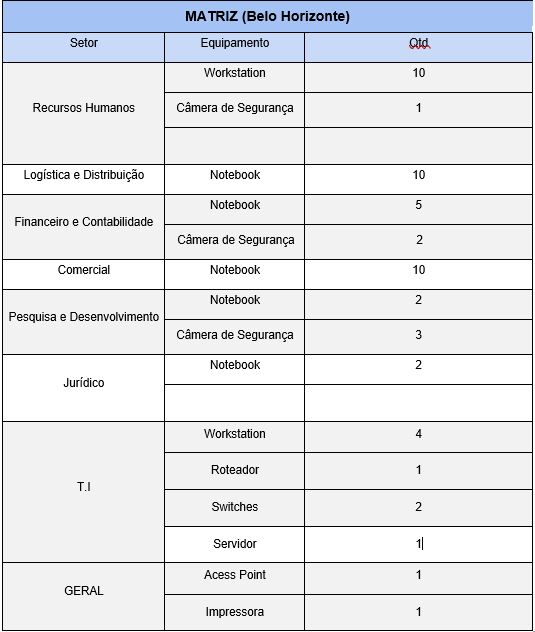 MATRIZ (Belo Horizonte)
Setor Equipamento Qtd
Recursos Humanos Workstation 10
Câmera de Segurança 1
Logística e Distribuição Notebook 10
Financeiro e Contabilidade Notebook 5
Câmera de Segurança 2
Comercial Notebook 10
Pesquisa e Desenvolvimento Notebook 2
Câmera de Segurança 3
Jurídico Notebook 2
T.I Workstation 4
Roteador 1
Switches 2
Servidor 1
GERAL Acess Point 1
Impressora 1